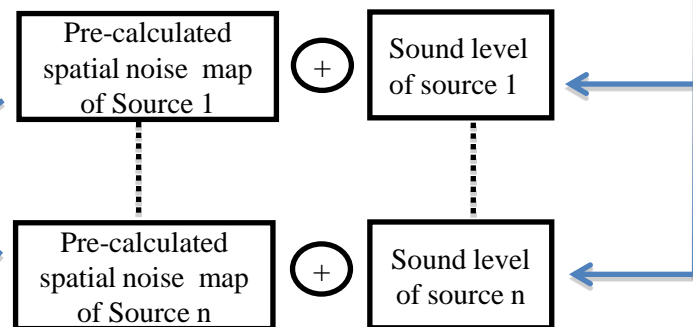 Pre-calculated
spatial noise map
of Source 1
+
Sound level
of source 1
Pre-calculated
spatial noise map
of Source n
+
Sound level
of source n